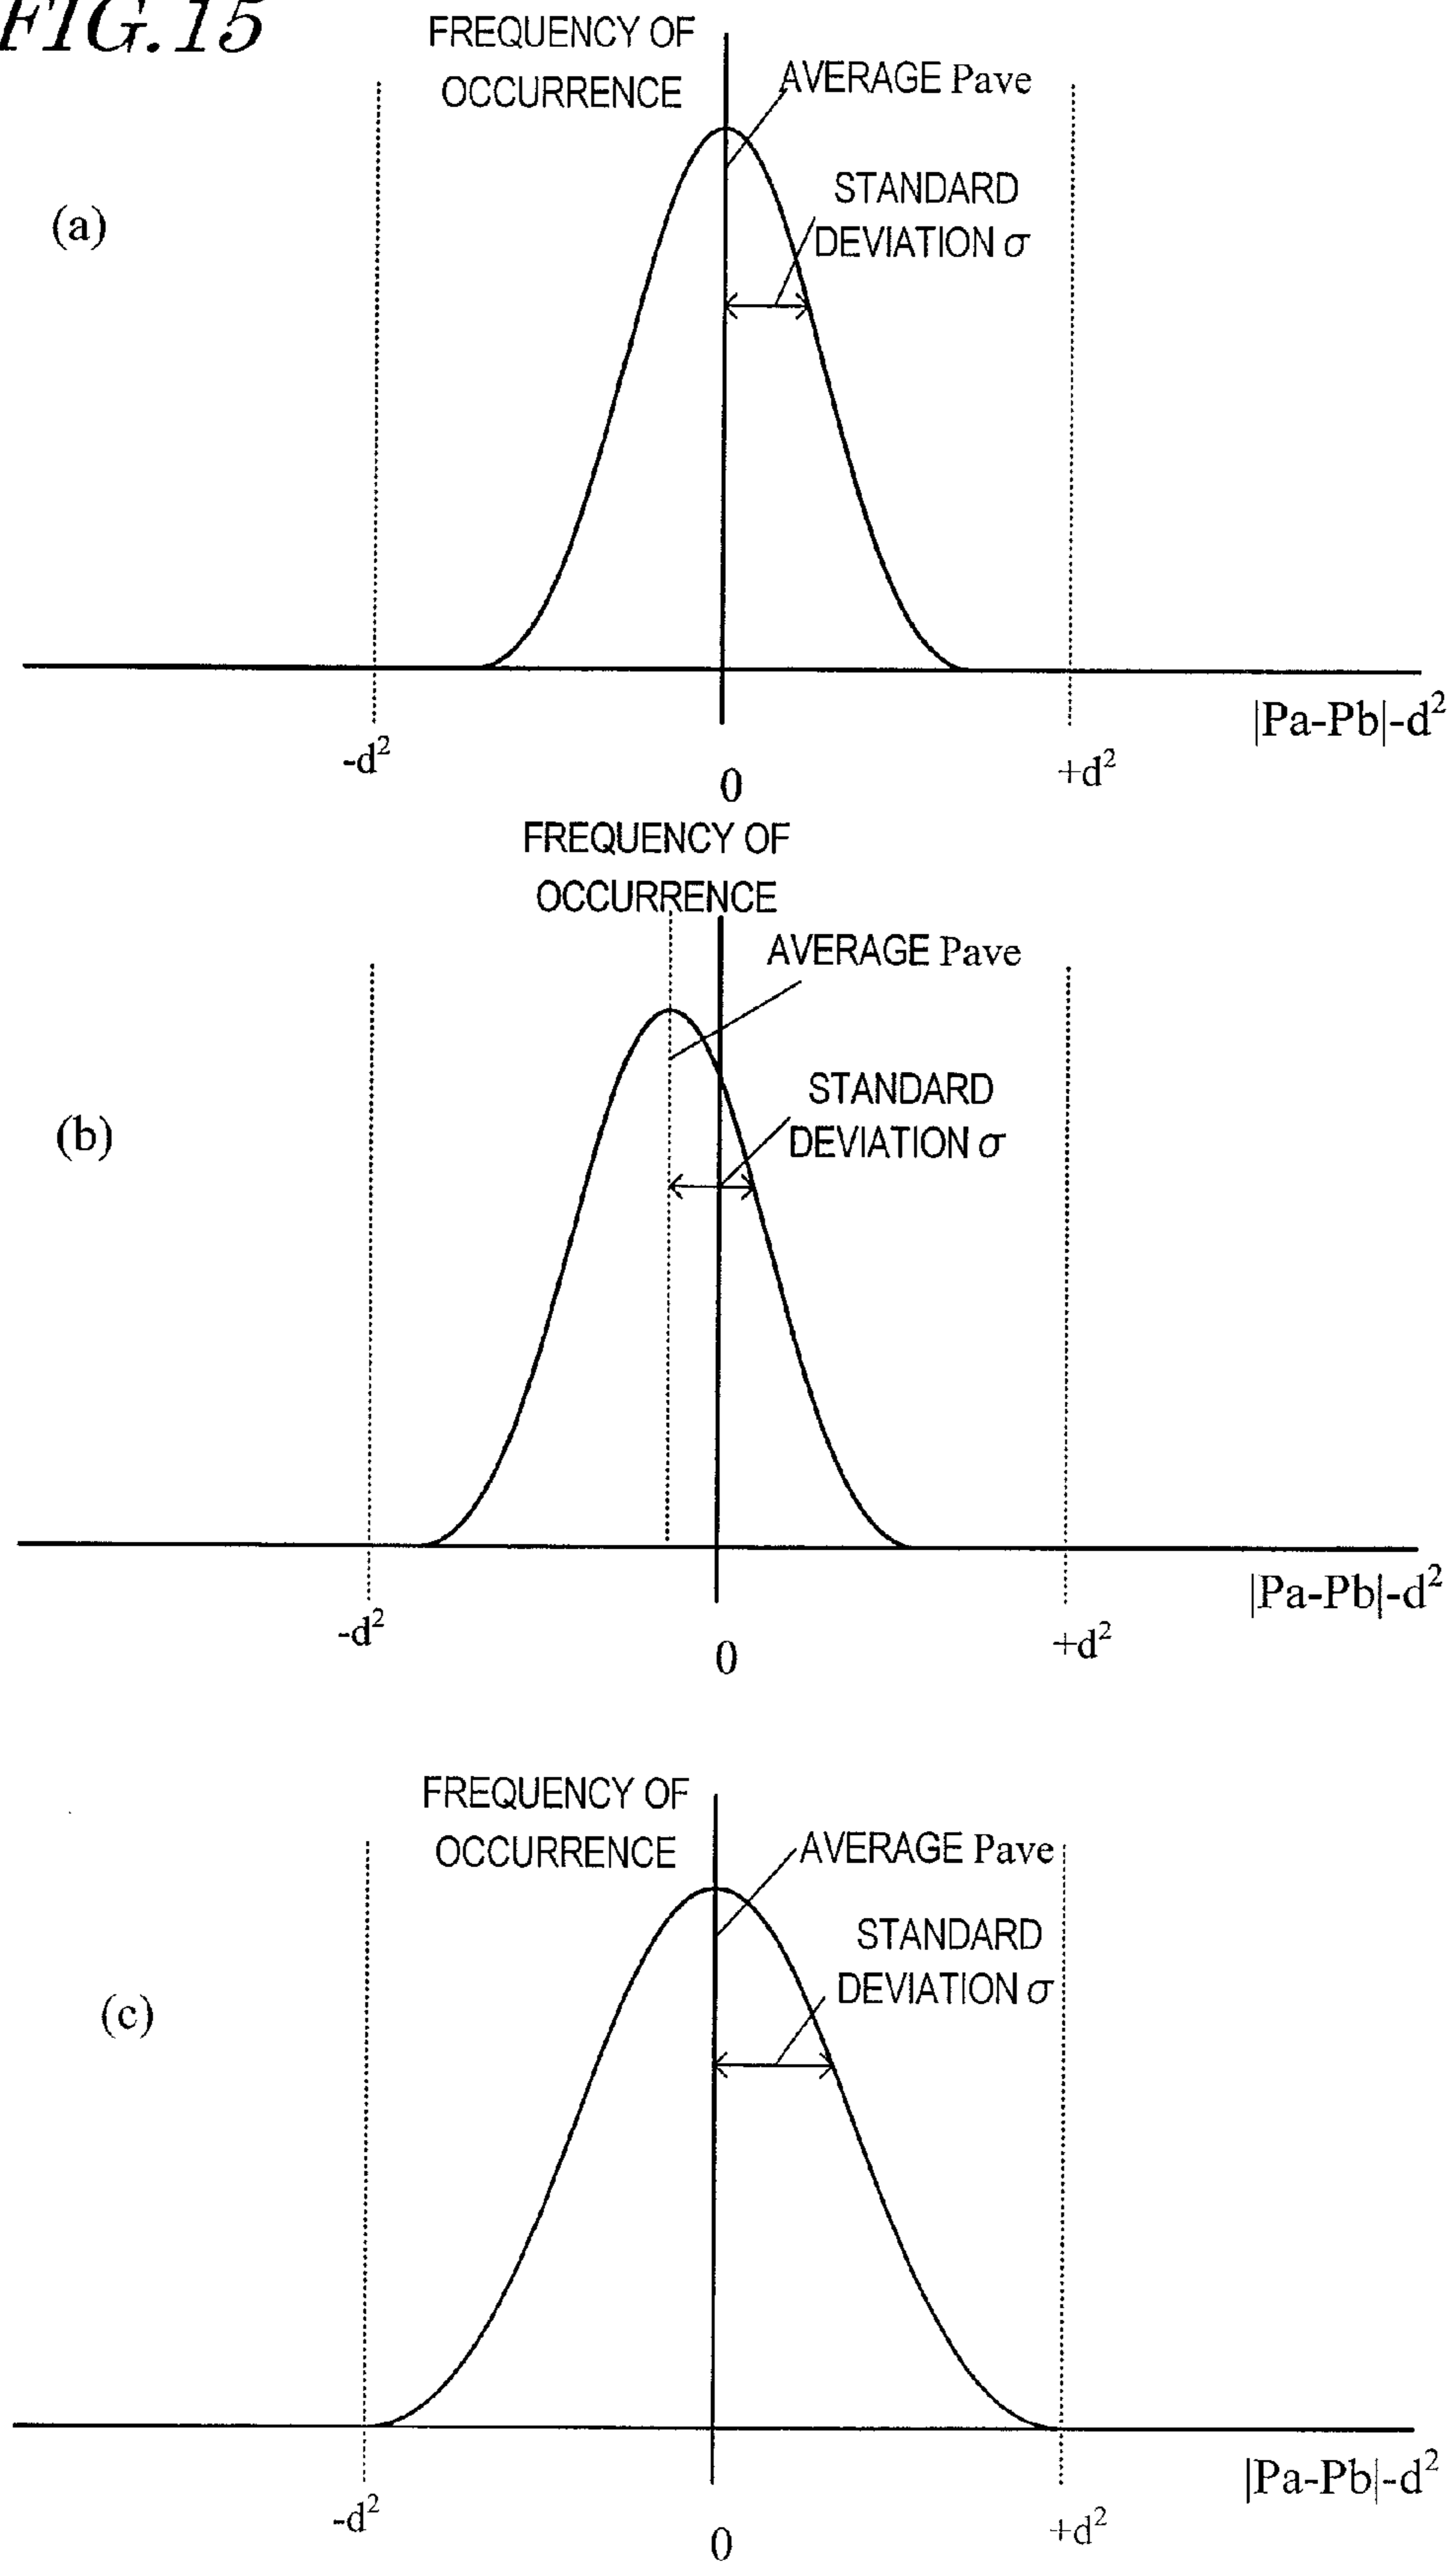 FIG.15
FREQUENCY OF
OCCURRENCE
AVERAGE Pave
STANDARD
DEVIATION σ
(a)
|Pa-Pb|-d²
-d²
0
+d²
FREQUENCY OF
OCCURRENCE
AVERAGE Pave
STANDARD
DEVIATION σ
(b)
|Pa-Pb|-d²
-d²
0
+d²
FREQUENCY OF
OCCURRENCE
AVERAGE Pave
STANDARD
DEVIATION σ
(c)
|Pa-Pb|-d²
-d²
0
+d²